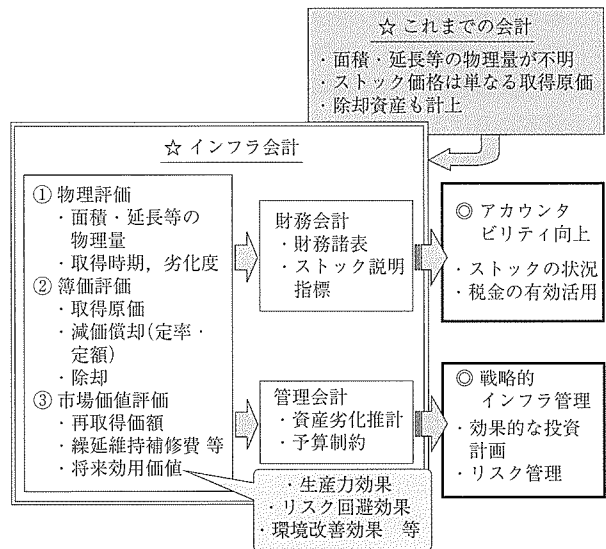 ☆ これまでの会計
・面積・延長等の物理量が不明
・ストック価格は単なる取得原価
・除却資産も計上
☆ インフラ会計
① 物理評価
・面積・延長等の
物理量
・取得時期，劣化度
② 簿価評価
・取得原価
・減価償却(定率・
定額)
・除却
③ 市場価値評価
・再取得価額
・繰延維持補修費 等
・将来効用価値
財務会計
・財務諸表
・ストック説明
指標
管理会計
・資産劣化推計
・予算制約
・生産力効果
・リスク回避効果
・環境改善効果 等
◎ アカウンタ
ビリティ向上
・ストックの状況
・税金の有効活用
◎ 戦略的
インフラ管理
・効果的な投資
計画
・リスク管理